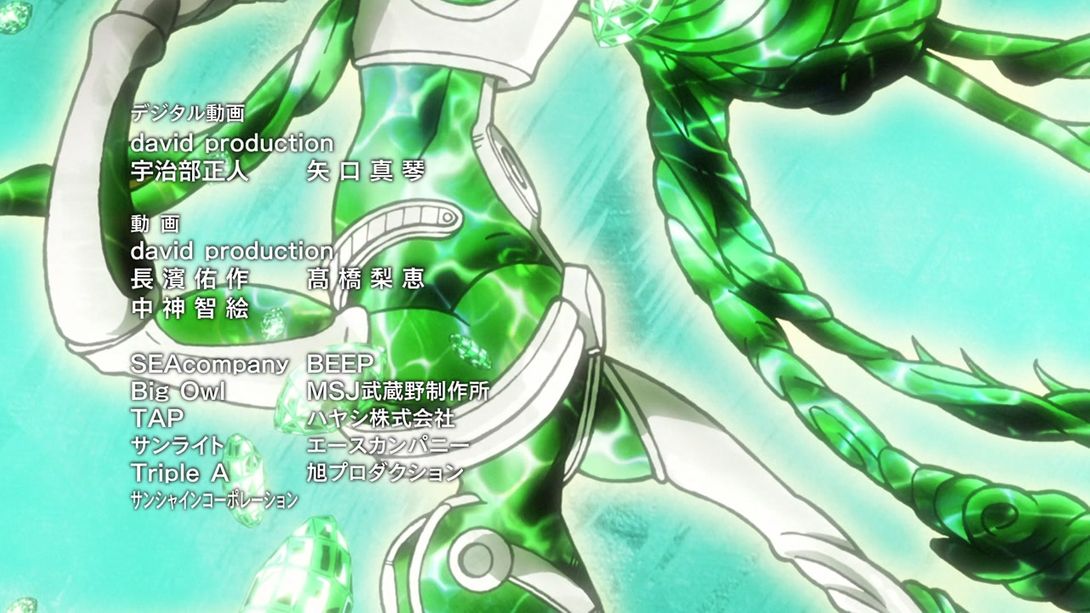 デジタル動画
david production
宇治部正人 矢口真琴
動画
david production
長濱佑作 髙橋梨恵
中神智絵
SEAcompany BEEP
Big Owl MSJ武蔵野制作所
TAP ハヤシ株式会社
サンライト エースカンパニー
Triple A 旭プロダクション
サンシャインコーポレーション